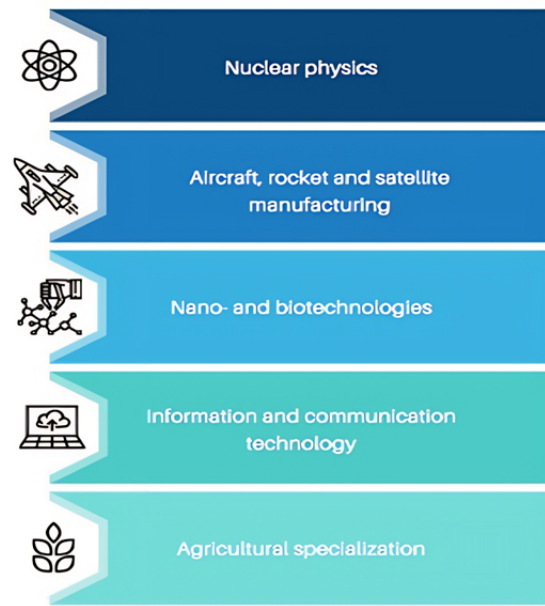 Nuclear physics
Aircraft, rocket and satellite
manufacturing
Nano- and biotechnologies
Information and communication
technology
Agricultural specialization